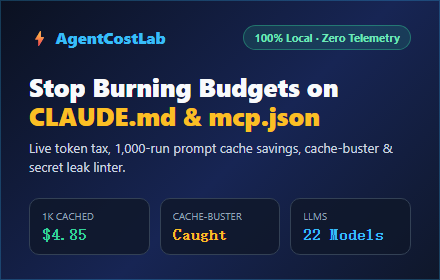 AgentCostLab
100% Local · Zero Telemetry
Stop Burning Budgets on
CLAUDE.md & mcp.json
Live token tax, 1,000-run prompt cache savings, cache-buster &
secret leak linter.
1K CACHED
$4.85
CACHE-BUSTER
Caught
LLMS
22 Models